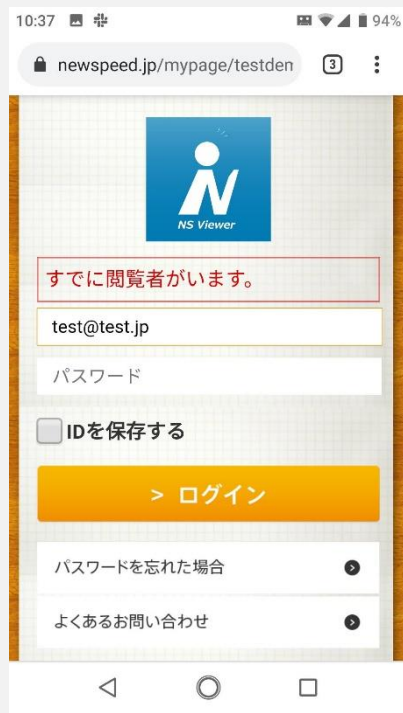 10:37
94%
newspeed.jp/mypage/testden
3
N
NS Viewer
すでに閲覧者がいます。
test@test.jp
パスワード
IDを保存する
> ログイン
パスワードを忘れた場合
よくあるお問い合わせ